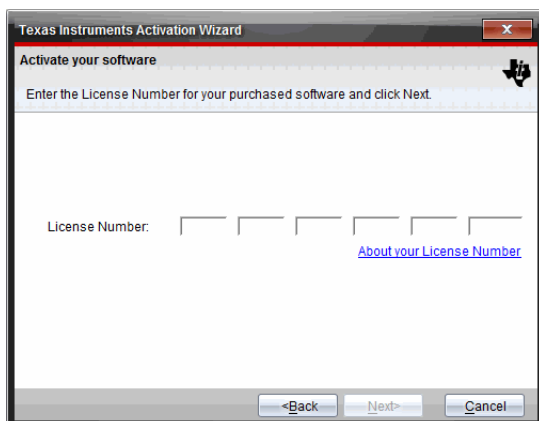 Texas Instruments Activation Wizard
Activate your software
Enter the License Number for your purchased software and click Next.
License Number:
About your License Number
<Back Next> Cancel